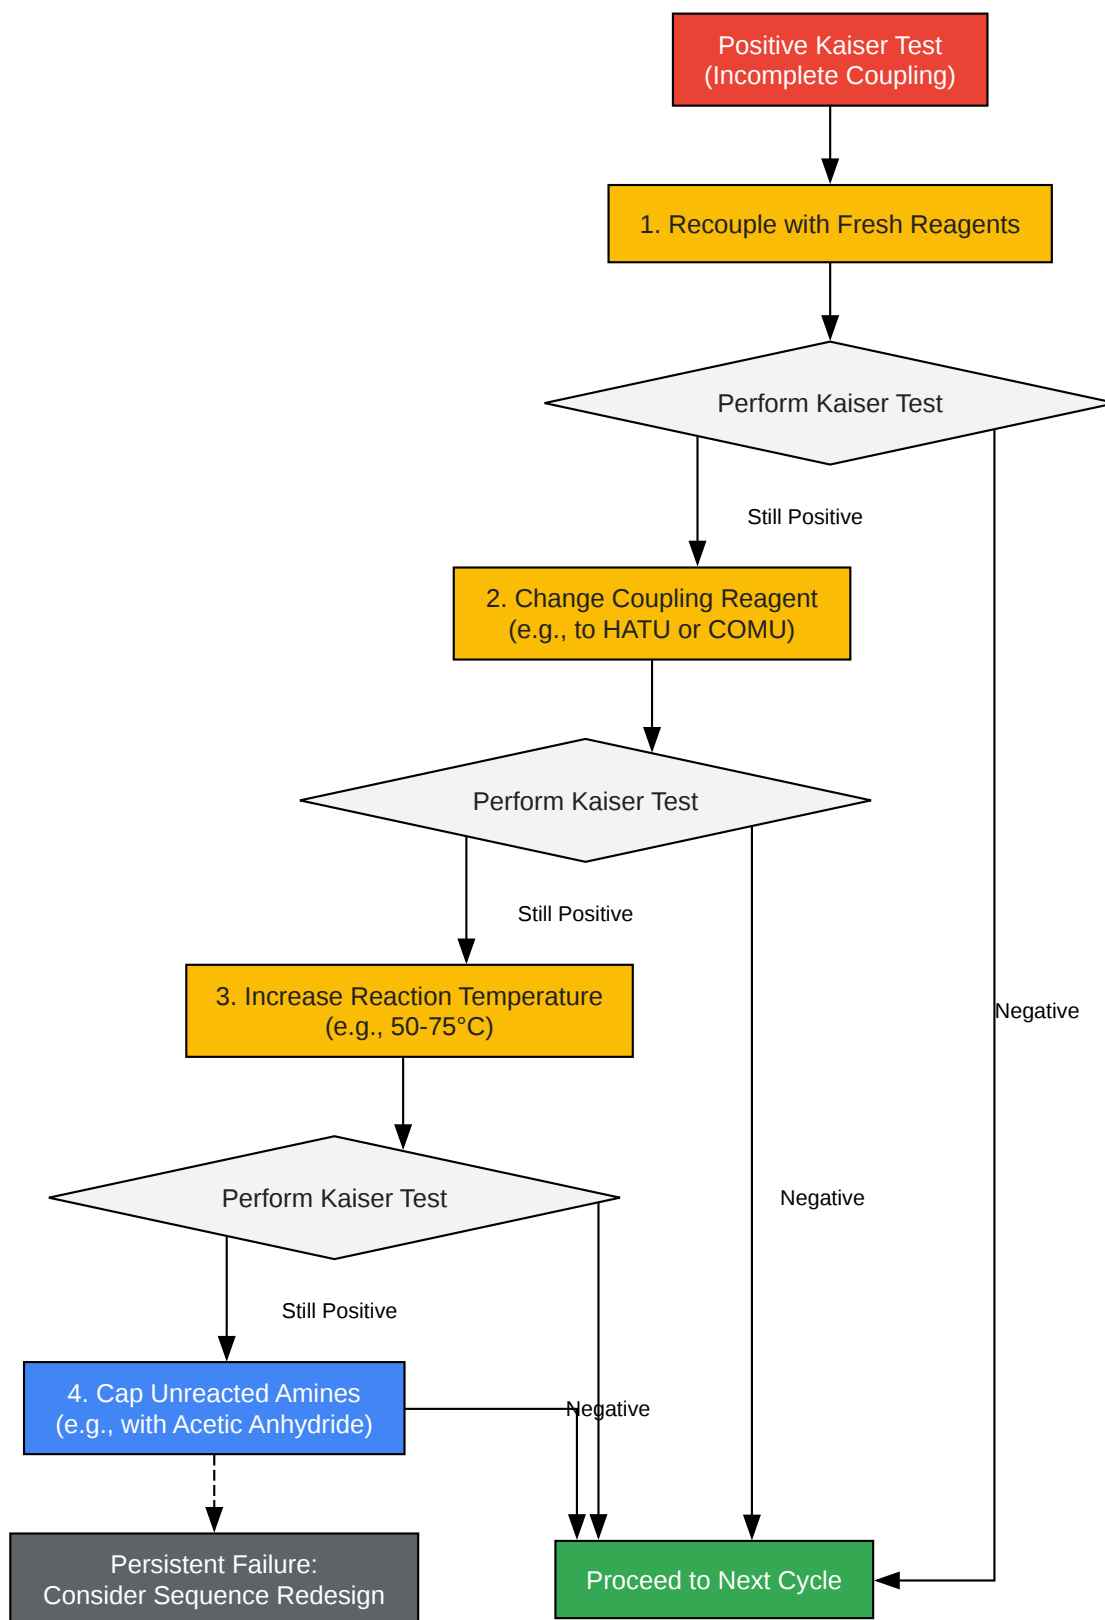 Positive Kaiser Test
(Incomplete Coupling)
1. Recouple with Fresh Reagents
Perform Kaiser Test
Still Positive
2. Change Coupling Reagent
(e.g., to HATU or COMU)
Perform Kaiser Test
Still Positive
3. Increase Reaction Temperature
(e.g., 50-75°C)
Negative
Perform Kaiser Test
Negative
Still Positive
4. Cap Unreacted Amines
(e.g., with Acetic Anhydride)
Negative
Persistent Failure:
Consider Sequence Redesign
Proceed to Next Cycle